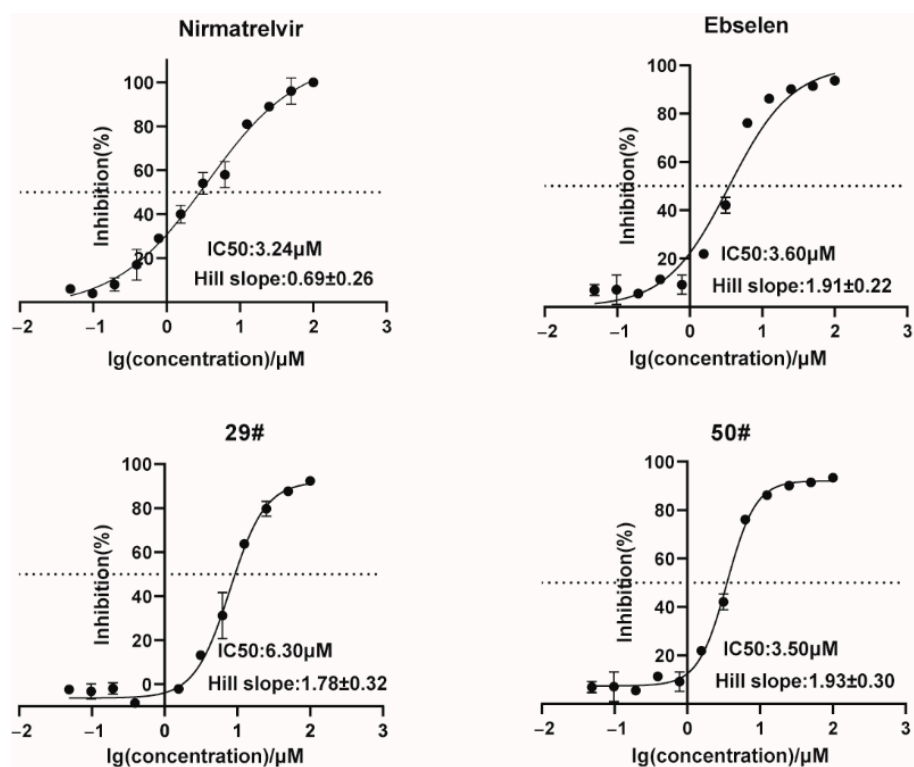 Nirmatrelvir
100
80
60
40
20
Inhibition(%)
IC50:3.24μM
Hill slope:0.69±0.26
−2 −1 0 1 2 3
lg(concentration)/μM
Ebselen
100
80
60
40
20
Inhibition(%)
IC50:3.60μM
Hill slope:1.91±0.22
−2 −1 0 1 2 3
lg(concentration)/μM
29#
100
80
60
40
20
0
Inhibition(%)
IC50:6.30μM
Hill slope:1.78±0.32
−2 −1 0 1 2 3
lg(concentration)/μM
50#
100
80
60
40
20
Inhibition(%)
IC50:3.50μM
Hill slope:1.93±0.30
−2 −1 0 1 2 3
lg(concentration)/μM